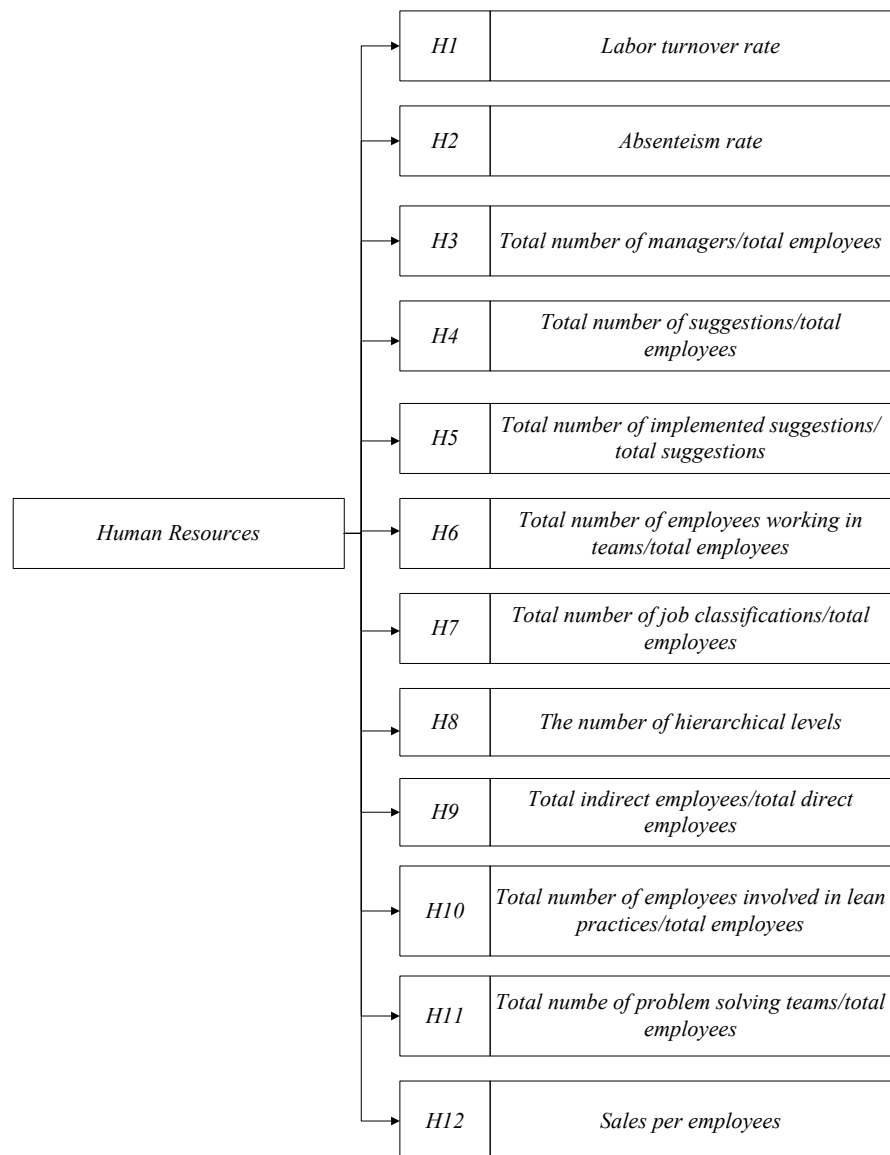 H1
Labor turnover rate
H2
Absenteism rate
H3
Total number of managers/total employees
H4
Total number of suggestions/total
employees
H5
Total number of implemented suggestions/
total suggestions
Human Resources
H6
Total number of employees working in
teams/total employees
H7
Total number of job classifications/total
employees
H8
The number of hierarchical levels
H9
Total indirect employees/total direct
employees
H10
Total number of employees involved in lean
practices/total employees
H11
Total numbe of problem solving teams/total
employees
H12
Sales per employees